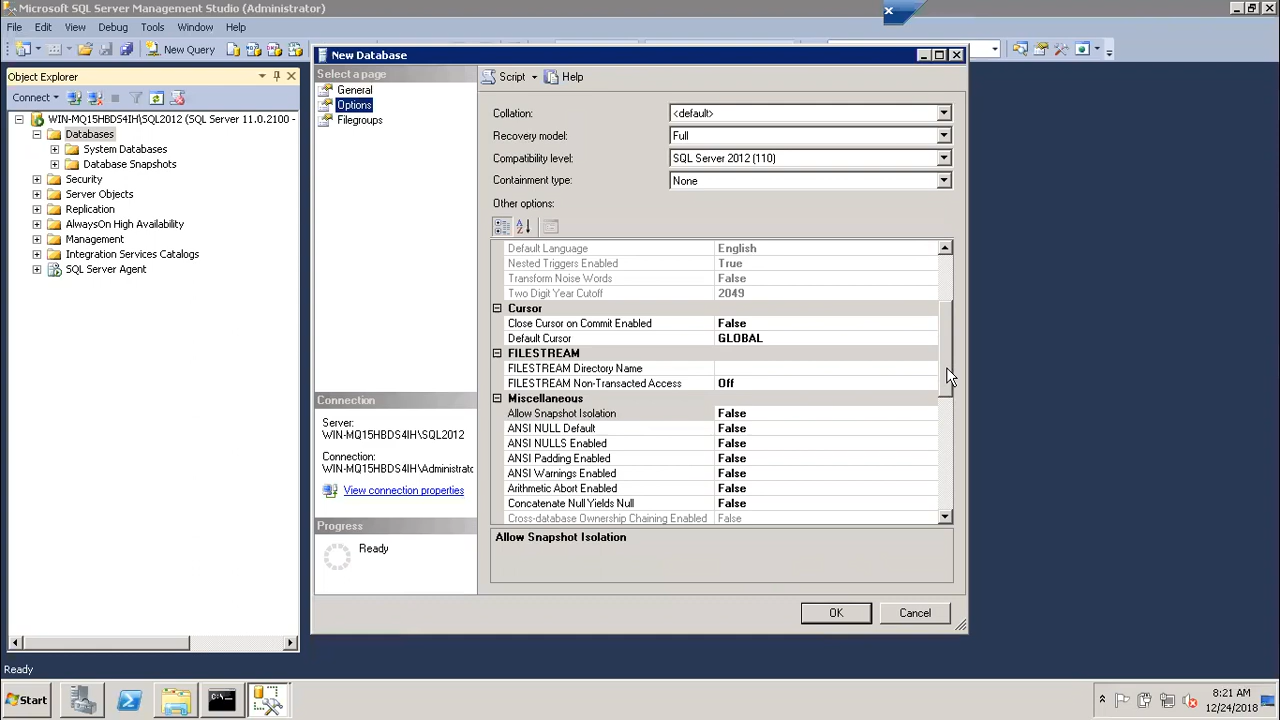 Microsoft SQL Server Management Studio (Administrator)
File Edit View Debug Tools Window Help
New Query
Object Explorer
Connect
WIN-MQ15HBDS4IH\SQL2012 (SQL Server 11.0.2100 -
Databases
System Databases
Database Snapshots
Security
Server Objects
Replication
AlwaysOn High Availability
Management
Integration Services Catalogs
SQL Server Agent
New Database
Select a page
General
Options
Filegroups
Script Help
Collation: <default>
Recovery model: Full
Compatibility level: SQL Server 2012 (110)
Containment type: None
Other options:
Default Language English
Nested Triggers Enabled True
Transform Noise Words False
Two Digit Year Cutoff 2049
Cursor
Close Cursor on Commit Enabled False
Default Cursor GLOBAL
FILESTREAM
FILESTREAM Directory Name
FILESTREAM Non-Transacted Access Off
Miscellaneous
Allow Snapshot Isolation False
ANSI NULL Default False
ANSI NULLS Enabled False
ANSI Padding Enabled False
ANSI Warnings Enabled False
Arithmetic Abort Enabled False
Concatenate Null Yields Null False
Cross-database Ownership Chaining Enabled False
Allow Snapshot Isolation
Connection
Server:
WIN-MQ15HBDS4IH\SQL2012
Connection:
WIN-MQ15HBDS4IH\Administratc
View connection properties
Progress
Ready
OK Cancel
Ready
Start
8:21 AM
12/24/2018